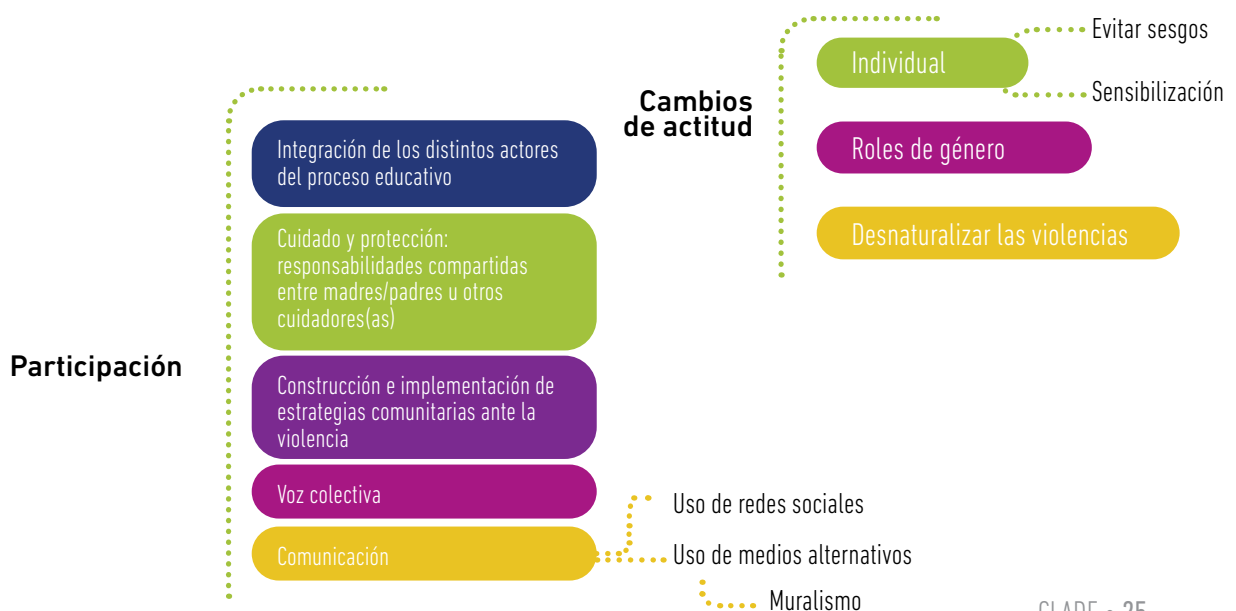 Participación
Integración de los distintos actores
del proceso educativo
Cuidado y protección:
responsabilidades compartidas
entre madres/padres u otros
cuidadores(as)
Construcción e implementación de
estrategias comunitarias ante la
violencia
Voz colectiva
Comunicación
Uso de redes sociales
Uso de medios alternativos
Muralismo
Cambios
de actitud
Individual
Evitar sesgos
Sensibilización
Roles de género
Desnaturalizar las violencias
CLADE • 25